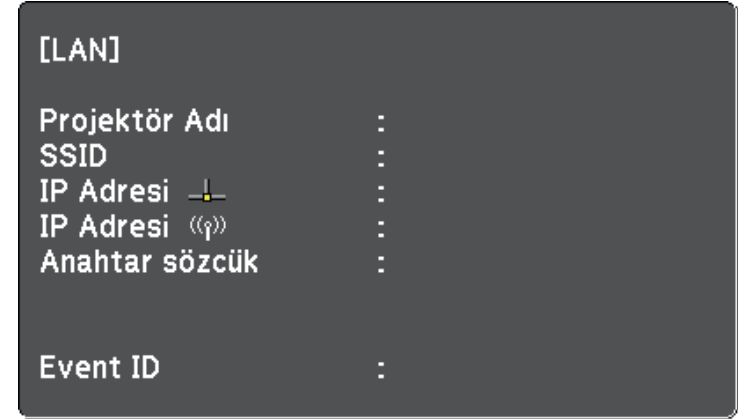 [LAN]
Projektör Adı :
SSID :
IP Adresi :
IP Adresi :
Anahtar sözcük :
Event ID :